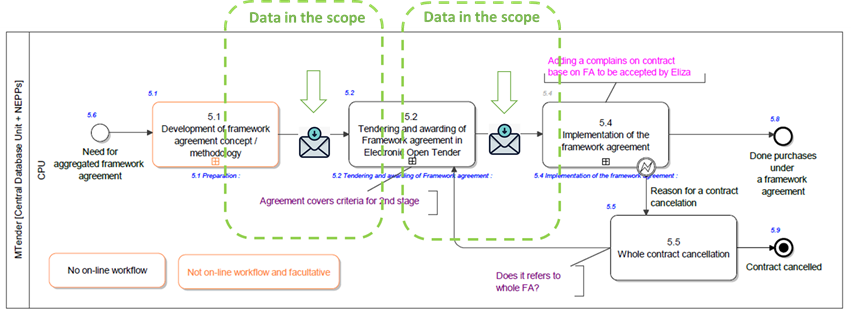 Data in the scope
Data in the scope
MTender [Central Database Unit + NEPPs]
CPU
Adding a complains on contract
base on FA to be accepted by Eliza
5.6
Need for
aggregated framework
agreement
5.1
5.1
Development of framework
agreement concept /
methodology
5.1 Preparation :
5.2
5.2
Tendering and awarding of
Framework agreement in
Electronic Open Tender
5.2 Tendering and awarding of Framework agreement :
Agreement covers criteria for 2nd stage
5.4
5.4
Implementation of the
framework agreement
5.4 Implementation of the framework agreement :
5.8
Done purchases
under
a framework
agreement
Reason for a contract
cancelation
5.5
5.5
Whole contract cancellation
5.9
Contract cancelled
Does it refers to
whole FA?
No on-line workflow
Not on-line workflow and facultative